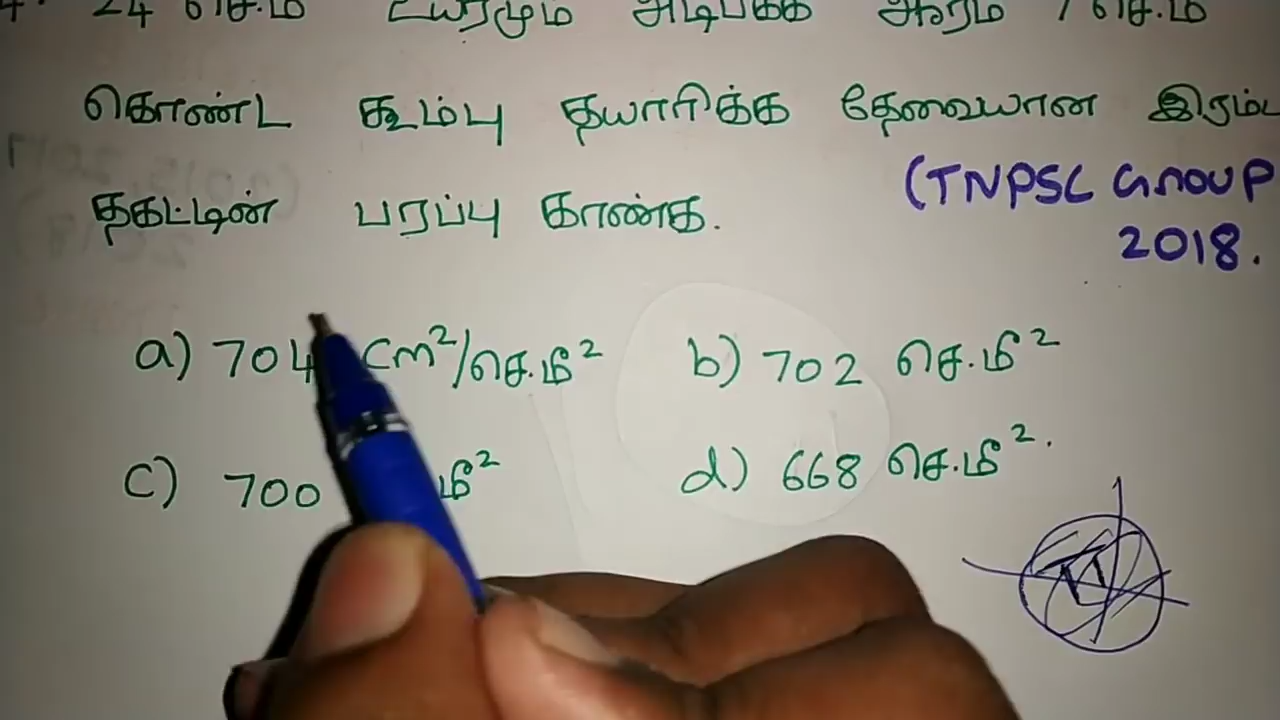 4. 24 செ.மீ உயரமும் அடிபக்க ஆரம் 7 செ.மீ
கொண்ட கூம்பு தயாரிக்க தேவையான
தகட்டின் பரப்பு காண்க. (TNPSC GROUP
2018.
a) 704 cm²/செ.மீ² b) 702 செ.மீ²
c) 700 மீ² d) 668 செ.மீ².